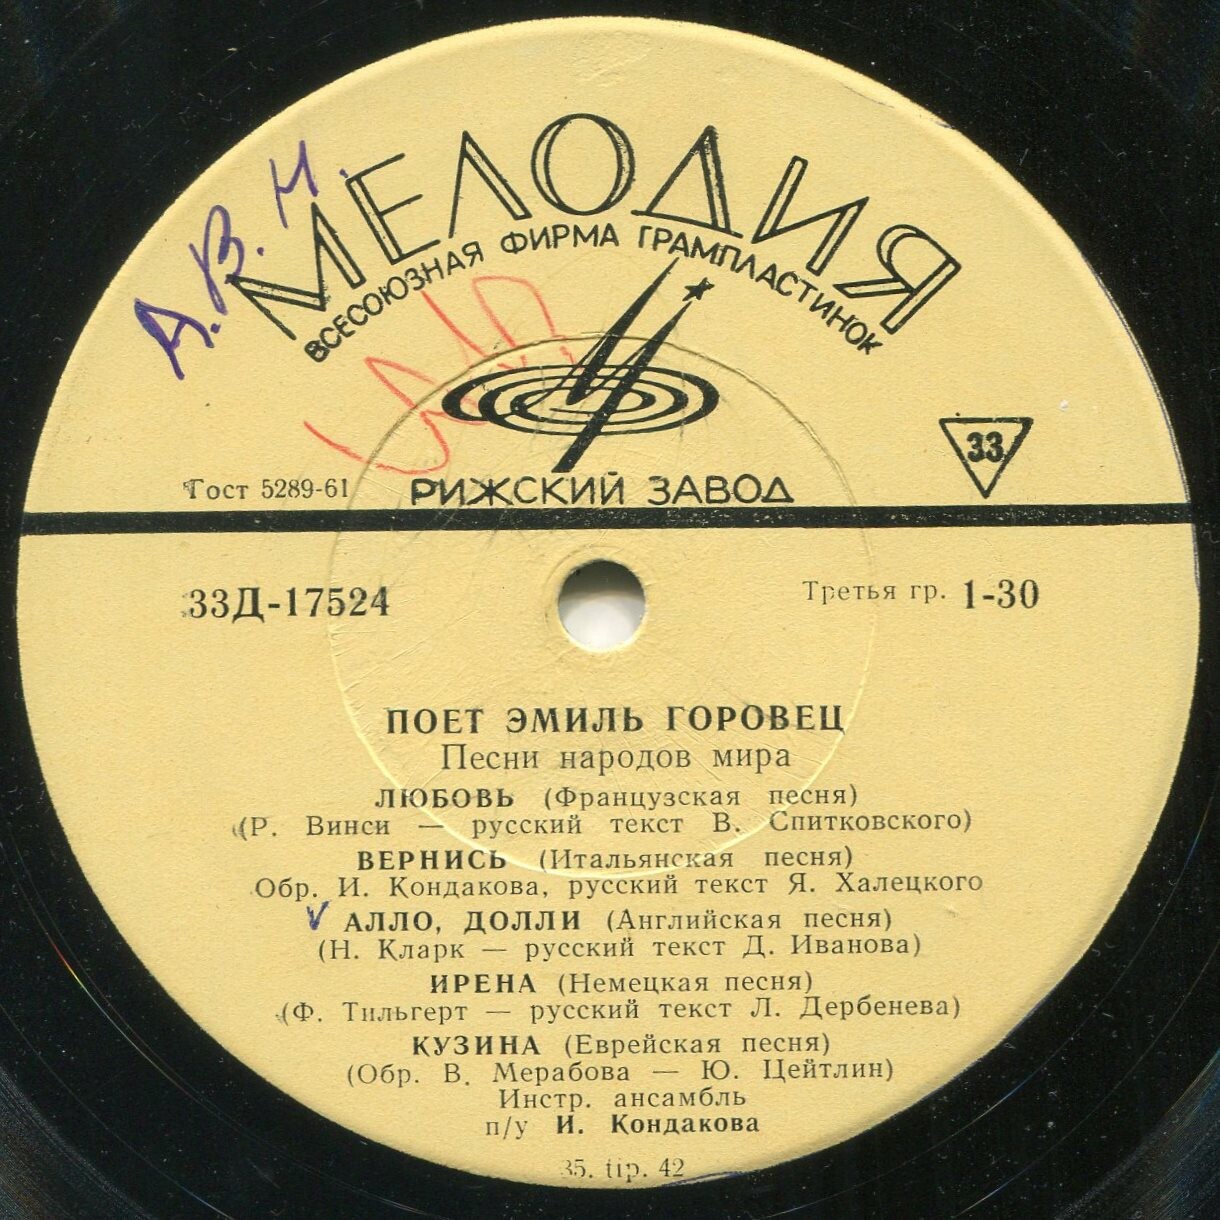 А. В. Н.
МЕЛОДИЯ
ВСЕСОЮЗНАЯ ФИРМА ГРАМПЛАСТИНОК
33
Гост 5289-61
РИЖСКИЙ ЗАВОД
33Д-17524
Третья гр. 1-30
ПОЕТ ЭМИЛЬ ГОРОВЕЦ
Песни народов мира
ЛЮБОВЬ (Французская песня)
(Р. Винси — русский текст В. Спитковского)
ВЕРНИСЬ (Итальянская песня)
Обр. И. Кондакова, русский текст Я. Халецкого
АЛЛО, ДОЛЛИ (Английская песня)
(Н. Кларк — русский текст Д. Иванова)
ИРЕНА (Немецкая песня)
(Ф. Тильгерт — русский текст Л. Дербенева)
КУЗИНА (Еврейская песня)
(Обр. В. Мерабова — Ю. Цейтлин)
Инстр. ансамбль
п/у И. Кондакова
35. tip. 42